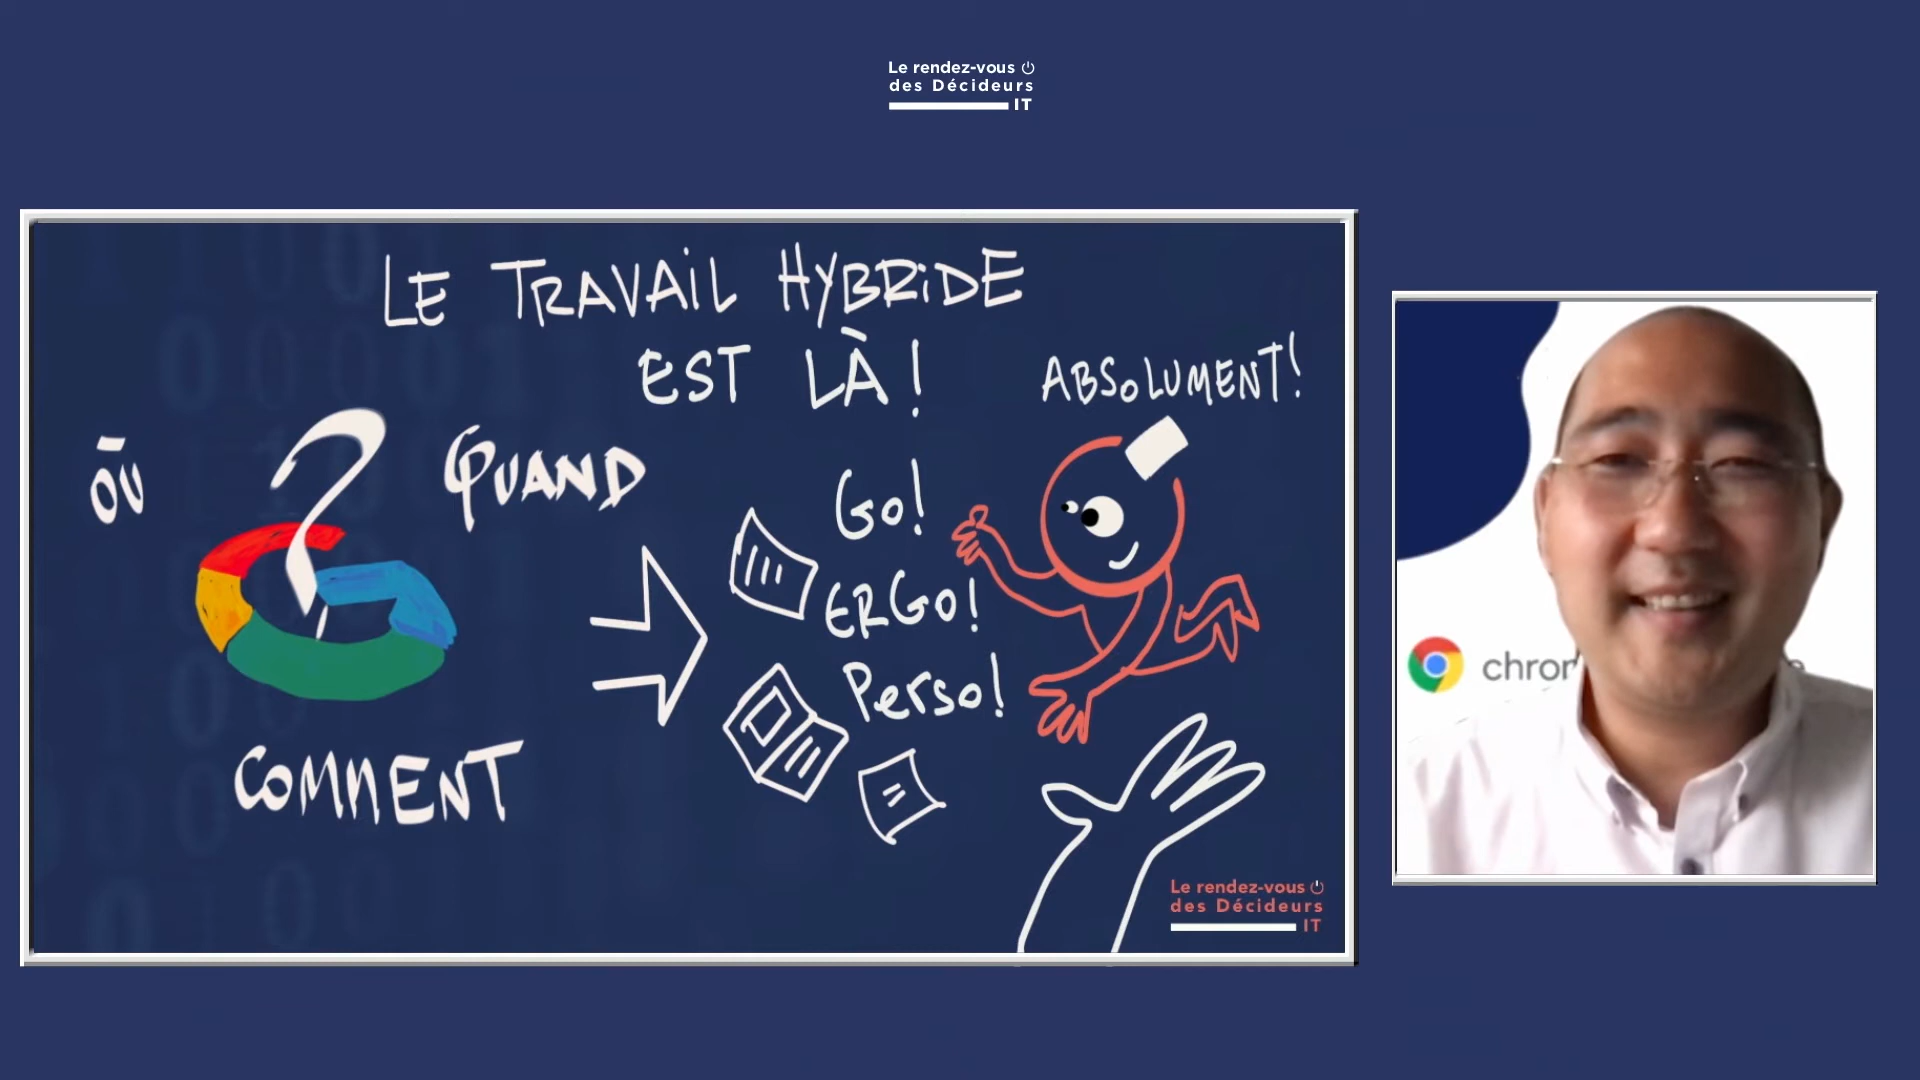 Le rendez-vous
des Décideurs
IT
LE TRAVAIL HYBRIDE
EST LÀ !
ABSOLUMENT!
OÙ
QUAND
Go!
ERGo!
Perso!
COMMENT
Le rendez-vous
des Décideurs
IT